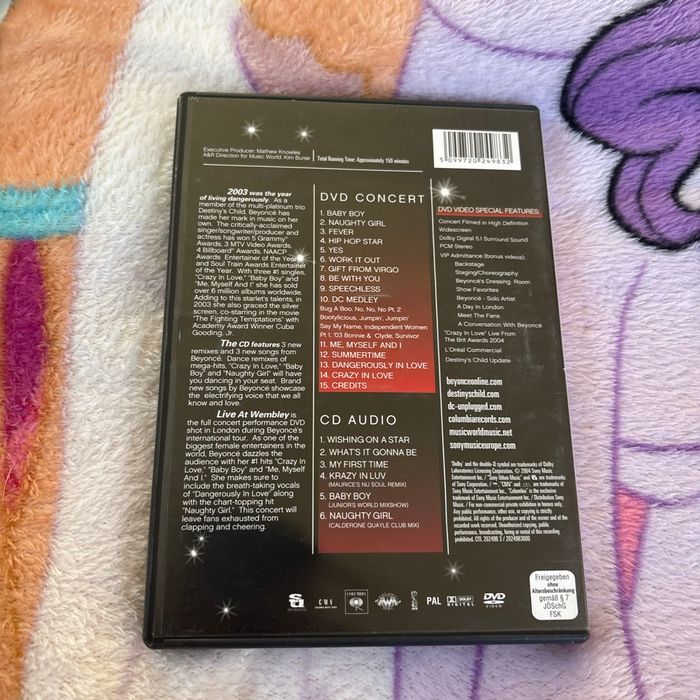 Executive Producer: Mathew Knowles
A&R Direction for Music World: Kim Burse
Total Running Time: Approximately 150 minutes
5 099720 249832
2003 was the year
of living dangerously. As a
member of the multi-platinum trio
Destiny's Child, Beyoncé has
made her mark in music on her
own. The critically-acclaimed
singer/songwriter/producer and
actress has won 5 Grammy®
Awards, 3 MTV Video Awards,
4 Billboard® Awards, NAACP
Awards Entertainer of the Year
and Soul Train Awards Entertainer
of the Year. With three #1 singles,
"Crazy In Love," "Baby Boy" and
"Me, Myself And I" she has sold
over 6 million albums worldwide.
Adding to this starlet's talents, in
2003 she also graced the silver
screen, co-starring in the movie
"The Fighting Temptations" with
Academy Award Winner Cuba
Gooding, Jr.
The CD features 3 new
remixes and 3 new songs from
Beyoncé. Dance remixes of
mega-hits, "Crazy In Love," "Baby
Boy" and "Naughty Girl" will have
you dancing in your seat. Brand
new songs by Beyoncé showcase
the electrifying voice that we all
know and love.
Live At Wembley is
the full concert performance DVD
shot in London during Beyoncé's
international tour. As one of the
biggest female entertainers in the
world, Beyoncé dazzles the
audience with her #1 hits "Crazy In
Love," "Baby Boy" and "Me, Myself
And I." She makes sure to
include the breath-taking vocals
of "Dangerously In Love" along
with the chart-topping hit
"Naughty Girl." This concert will
leave fans exhausted from
clapping and cheering.
DVD CONCERT
1. BABY BOY
2. NAUGHTY GIRL
3. FEVER
4. HIP HOP STAR
5. YES
6. WORK IT OUT
7. GIFT FROM VIRGO
8. BE WITH YOU
9. SPEECHLESS
10. DC MEDLEY
Bug A Boo, No, No, No Pt. 2
Bootylicious, Jumpin', Jumpin'
Say My Name, Independent Women
Pt 1, '03 Bonnie & Clyde, Survivor
11. ME, MYSELF AND I
12. SUMMERTIME
13. DANGEROUSLY IN LOVE
14. CRAZY IN LOVE
15. CREDITS
CD AUDIO
1. WISHING ON A STAR
2. WHAT'S IT GONNA BE
3. MY FIRST TIME
4. KRAZY IN LUV
(MAURICE'S NU SOUL REMIX)
5. BABY BOY
(JUNIOR'S WORLD MIXSHOW)
6. NAUGHTY GIRL
(CALDERONE QUAYLE CLUB MIX)
DVD VIDEO SPECIAL FEATURES:
Concert Filmed in High Definition
Widescreen
Dolby Digital 5.1 Surround Sound
PCM Stereo
VIP Admittance (bonus videos):
Backstage
Staging/Choreography
Beyoncé's Dressing Room
Show Favorites
Beyoncé - Solo Artist
A Day In London
Meet The Fans
A Conversation With Beyoncé
"Crazy In Love" Live From
The Brit Awards 2004
L'Oréal Commercial
Destiny's Child Update
beyonceonline.com
destinyschild.com
dc-unplugged.com
columbiarecords.com
musicworldmusic.net
sonymusiceurope.com
COLUMBIA
PAL
DOLBY
DIGITAL
DVD
VIDEO
Freigegeben
ohne
Altersbeschränkung
gemäß § 7
JÖSchG
FSK